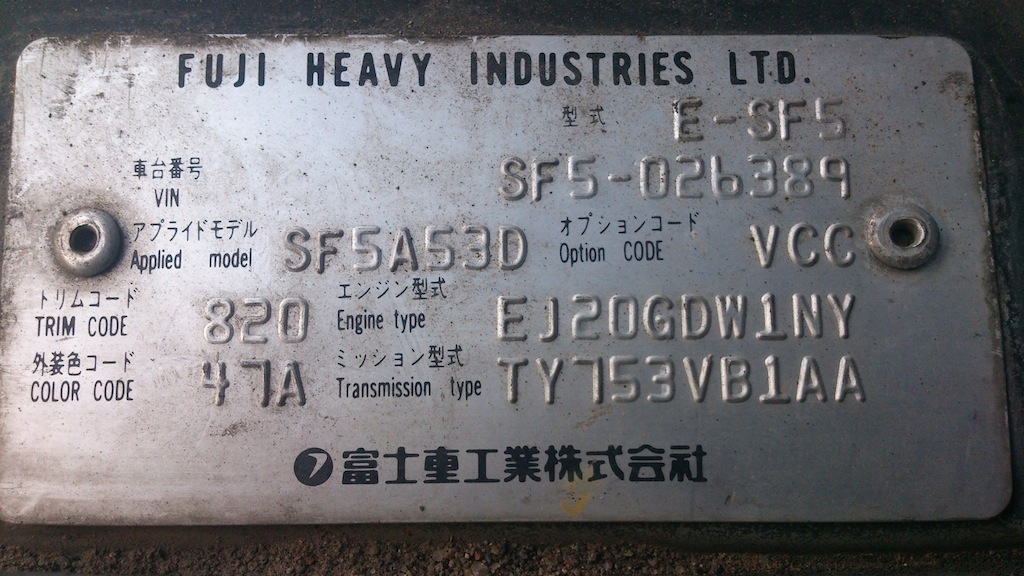 FUJI HEAVY INDUSTRIES LTD.
型式 E-SF5
車台番号 VIN SF5-026389
アプライドモデル Applied model SF5A53D オプションコード Option CODE VCC
トリムコード TRIM CODE 820 エンジン型式 Engine type EJ20GDW1NY
外装色コード COLOR CODE 47A ミッション型式 Transmission type TY753VB1AA
富士重工業株式会社